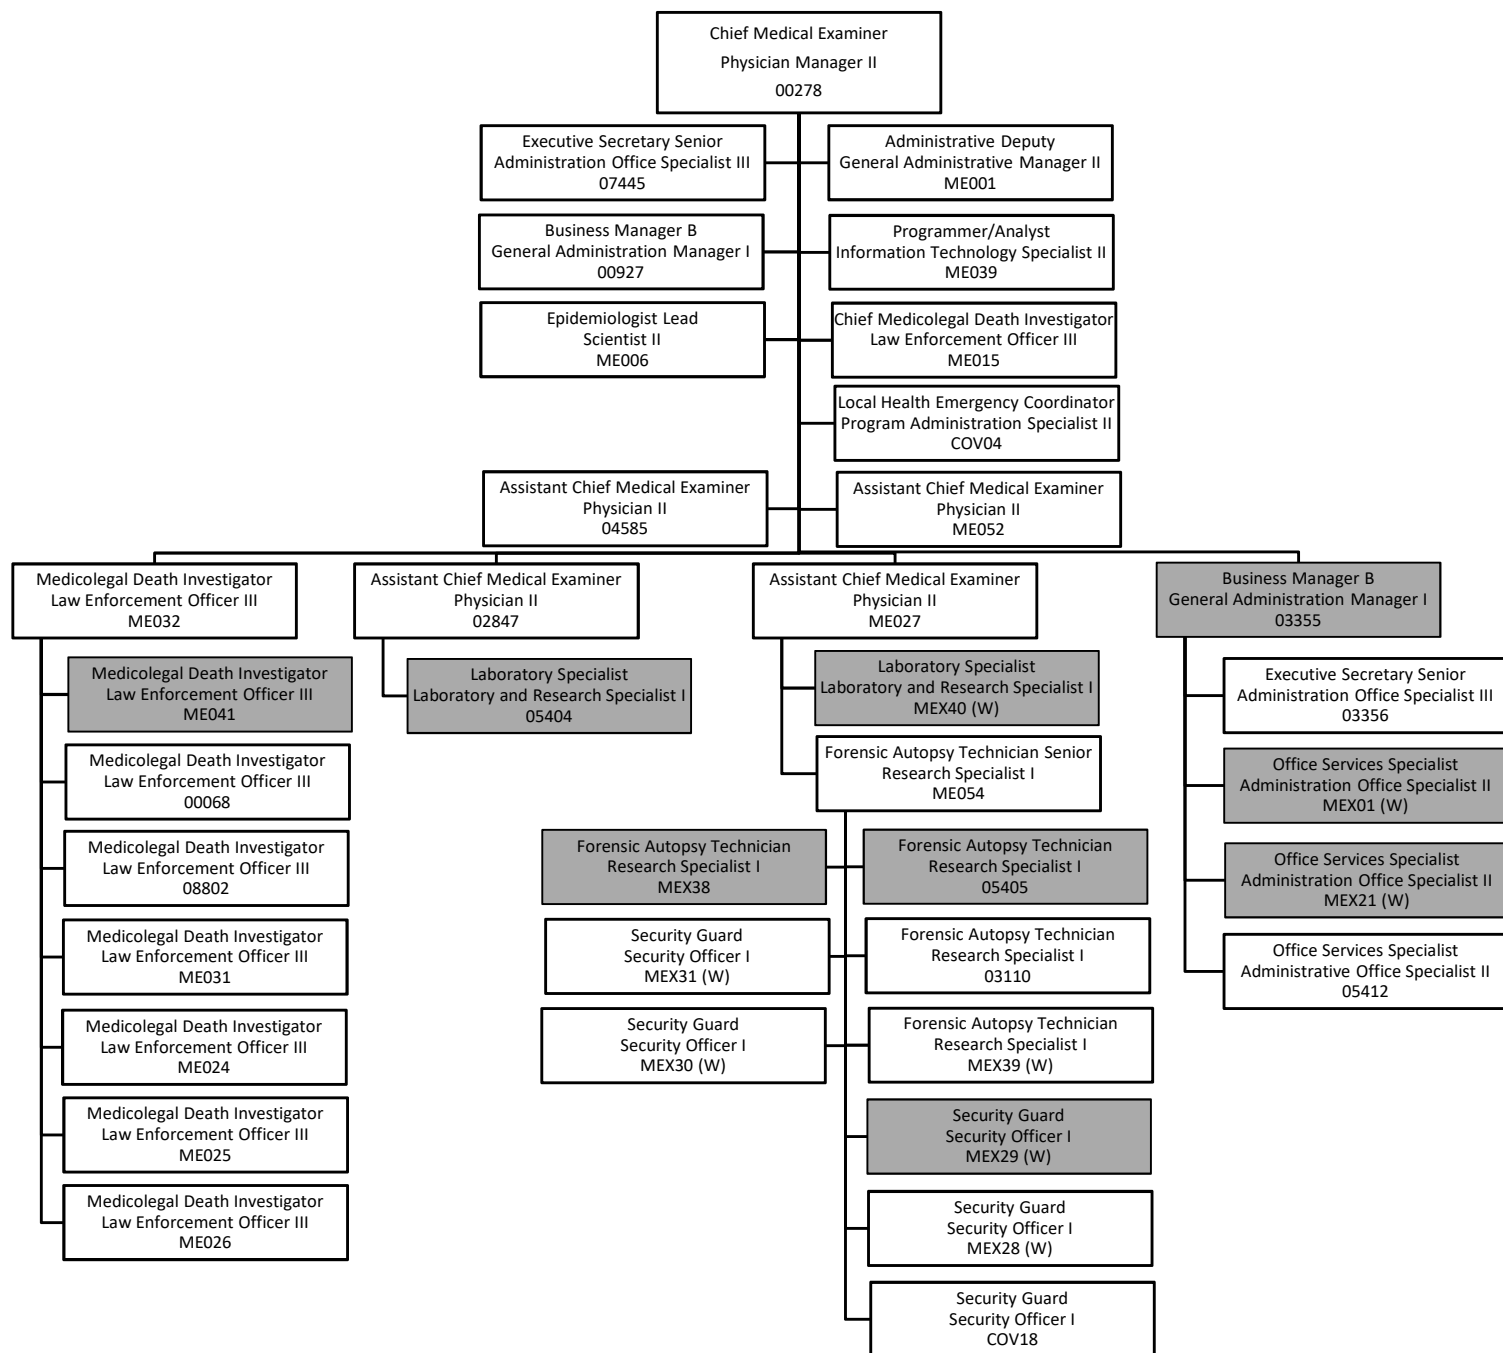 Chief Medical Examiner
Physician Manager II
00278
Executive Secretary Senior
Administration Office Specialist III
07445
Administrative Deputy
General Administrative Manager II
ME001
Business Manager B
General Administration Manager I
00927
Programmer/Analyst
Information Technology Specialist II
ME039
Epidemiologist Lead
Scientist II
ME006
Chief Medicolegal Death Investigator
Law Enforcement Officer III
ME015
Local Health Emergency Coordinator
Program Administration Specialist II
COV04
Assistant Chief Medical Examiner
Physician II
04585
Assistant Chief Medical Examiner
Physician II
ME052
Medicolegal Death Investigator
Law Enforcement Officer III
ME032
Medicolegal Death Investigator
Law Enforcement Officer III
ME041
Medicolegal Death Investigator
Law Enforcement Officer III
00068
Medicolegal Death Investigator
Law Enforcement Officer III
08802
Medicolegal Death Investigator
Law Enforcement Officer III
ME031
Medicolegal Death Investigator
Law Enforcement Officer III
ME024
Medicolegal Death Investigator
Law Enforcement Officer III
ME025
Medicolegal Death Investigator
Law Enforcement Officer III
ME026
Assistant Chief Medical Examiner
Physician II
02847
Laboratory Specialist
Laboratory and Research Specialist I
05404
Assistant Chief Medical Examiner
Physician II
ME027
Laboratory Specialist
Laboratory and Research Specialist I
MEX40 (W)
Forensic Autopsy Technician Senior
Research Specialist I
ME054
Forensic Autopsy Technician
Research Specialist I
MEX38
Forensic Autopsy Technician
Research Specialist I
05405
Security Guard
Security Officer I
MEX31 (W)
Forensic Autopsy Technician
Research Specialist I
03110
Security Guard
Security Officer I
MEX30 (W)
Forensic Autopsy Technician
Research Specialist I
MEX39 (W)
Security Guard
Security Officer I
MEX29 (W)
Security Guard
Security Officer I
MEX28 (W)
Security Guard
Security Officer I
COV18
Business Manager B
General Administration Manager I
03355
Executive Secretary Senior
Administration Office Specialist III
03356
Office Services Specialist
Administration Office Specialist II
MEX01 (W)
Office Services Specialist
Administration Office Specialist II
MEX21 (W)
Office Services Specialist
Administrative Office Specialist II
05412